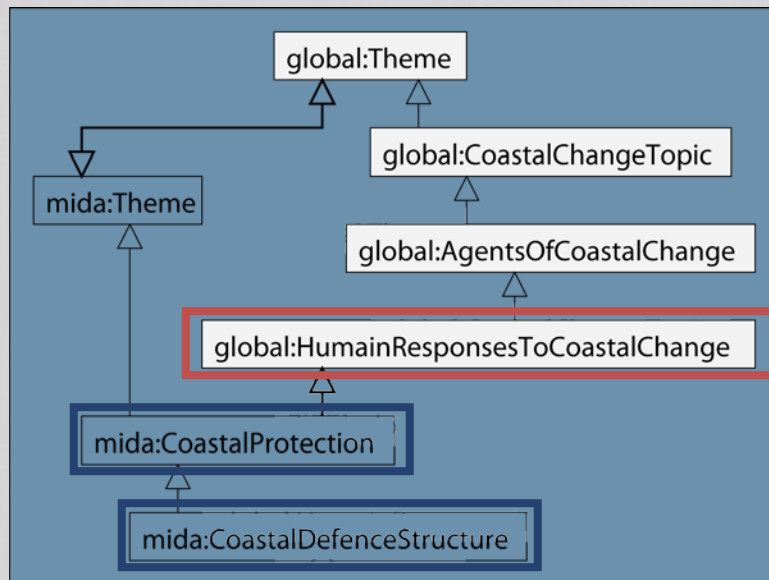 global:Theme
global:CoastalChangeTopic
mida:Theme
global:AgentsOfCoastalChange
global:HumainResponsesToCoastalChange
mida:CoastalProtection
mida:CoastalDefenceStructure